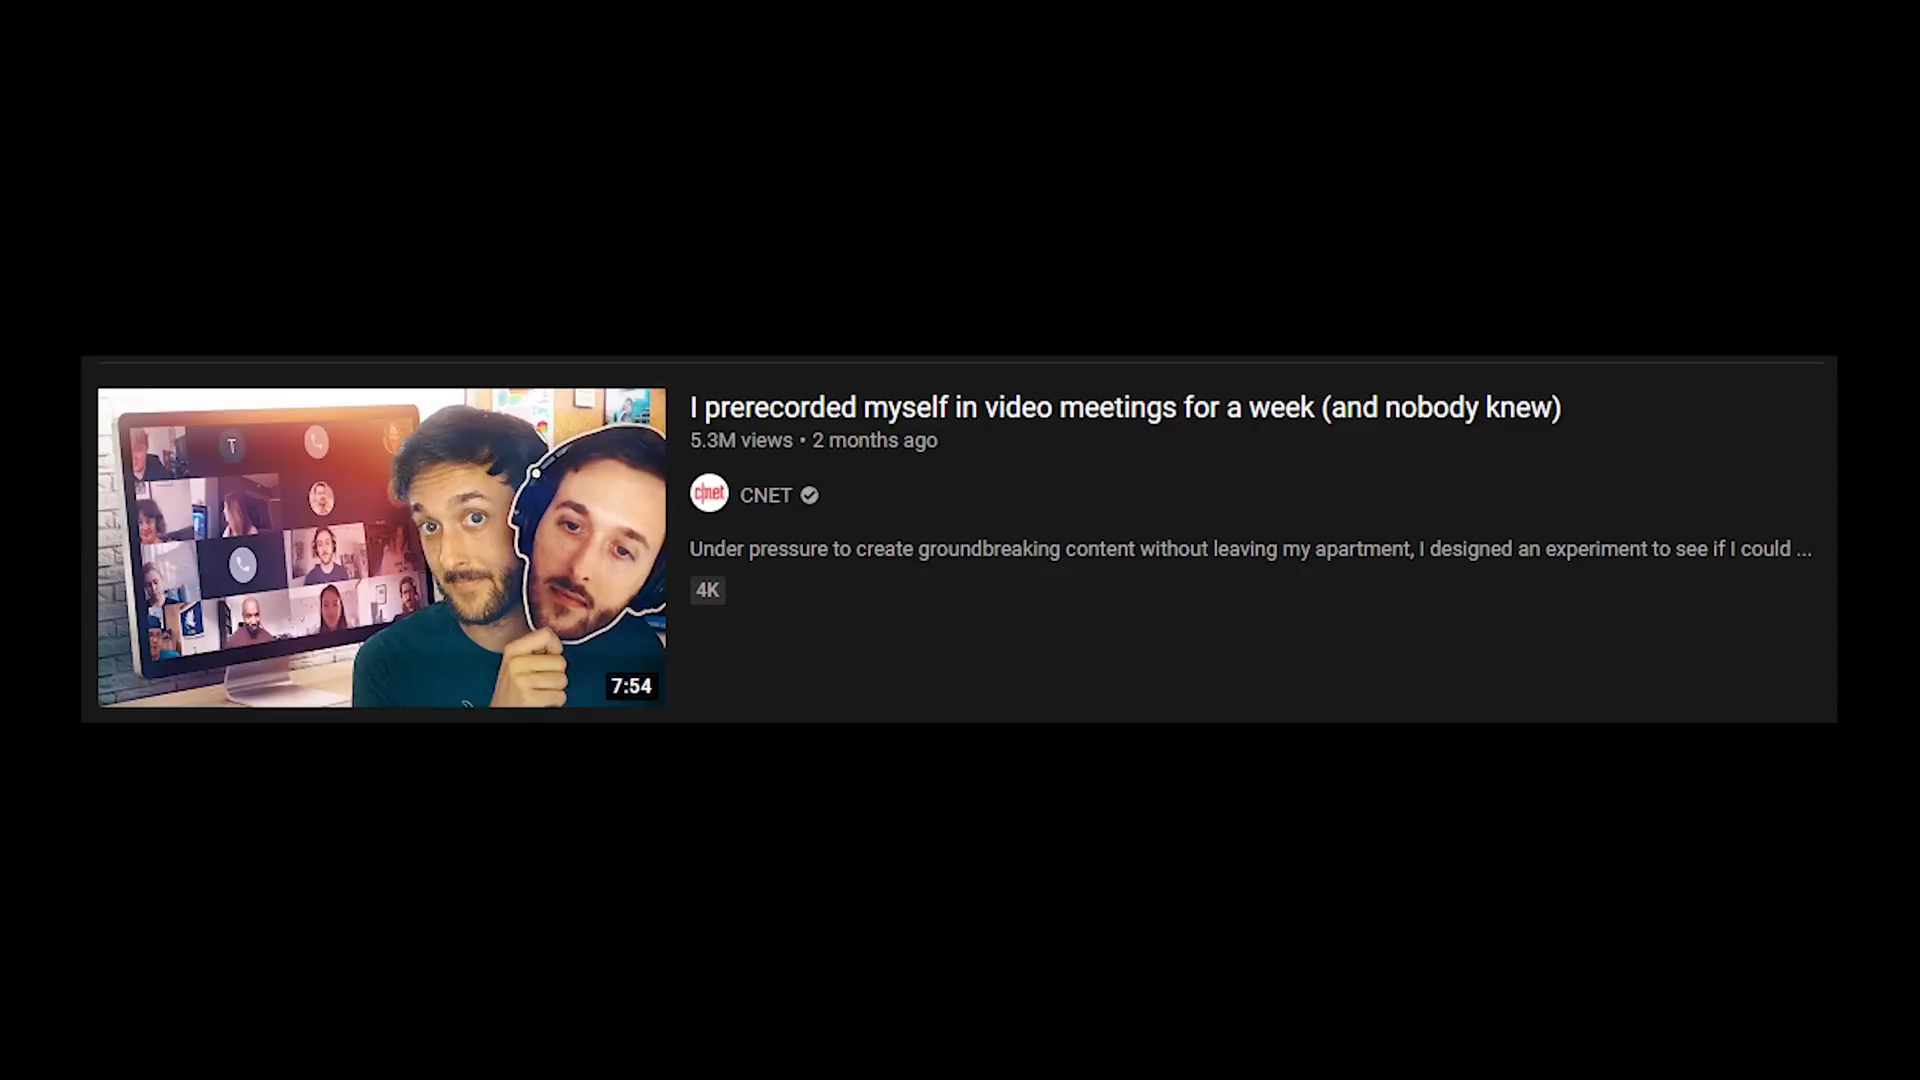 I prerecorded myself in video meetings for a week (and nobody knew)
5.3M views • 2 months ago
c|net CNET
Under pressure to create groundbreaking content without leaving my apartment, I designed an experiment to see if I could ...
4K
T
7:54